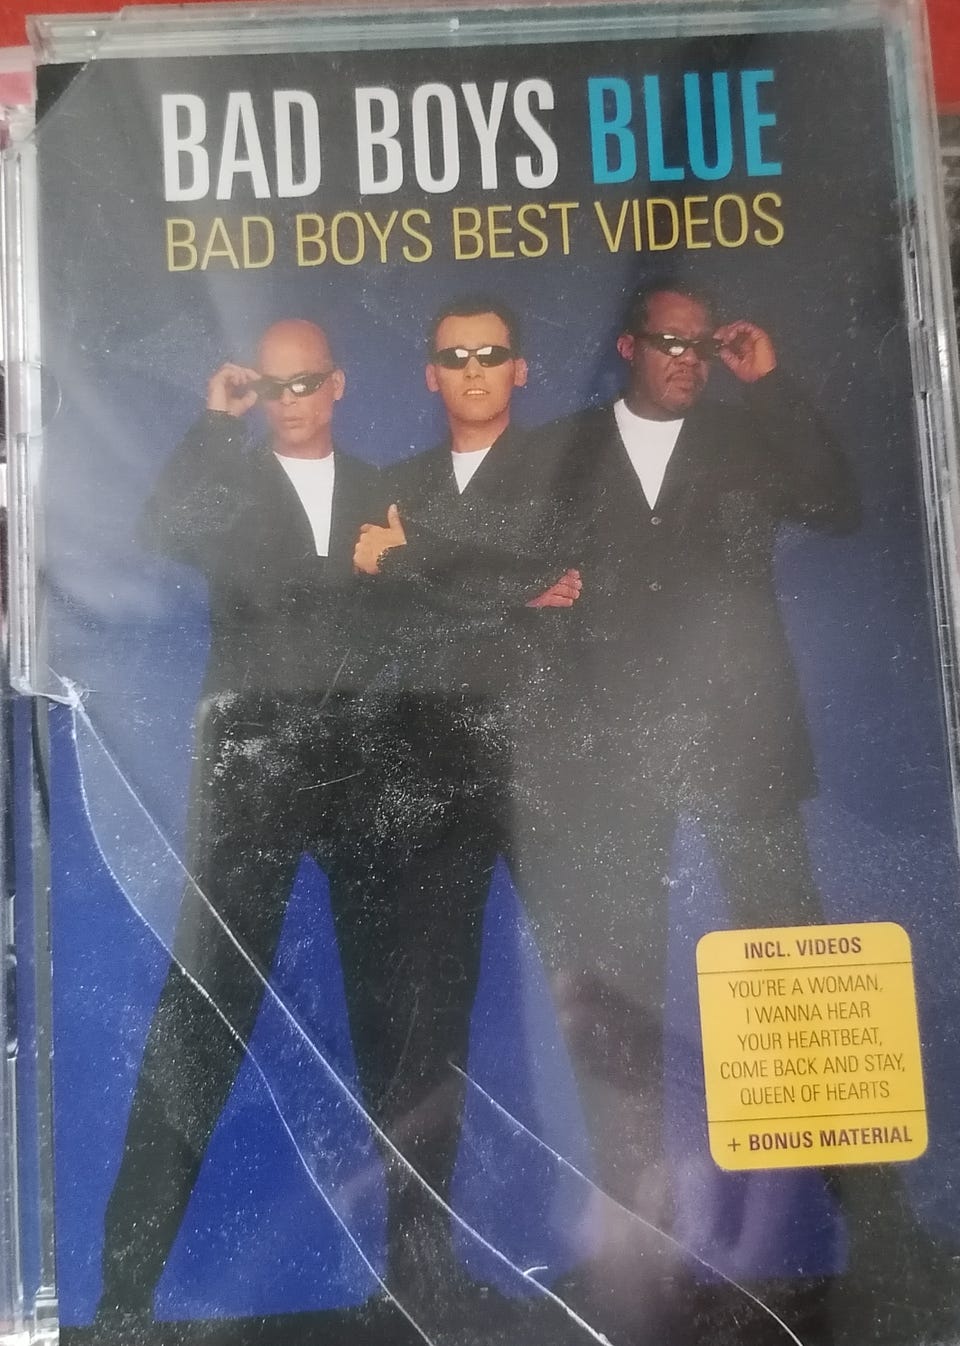 BAD BOYS BLUE
BAD BOYS BEST VIDEOS
INCL. VIDEOS
YOU'RE A WOMAN,
I WANNA HEAR
YOUR HEARTBEAT,
COME BACK AND STAY,
QUEEN OF HEARTS
+ BONUS MATERIAL